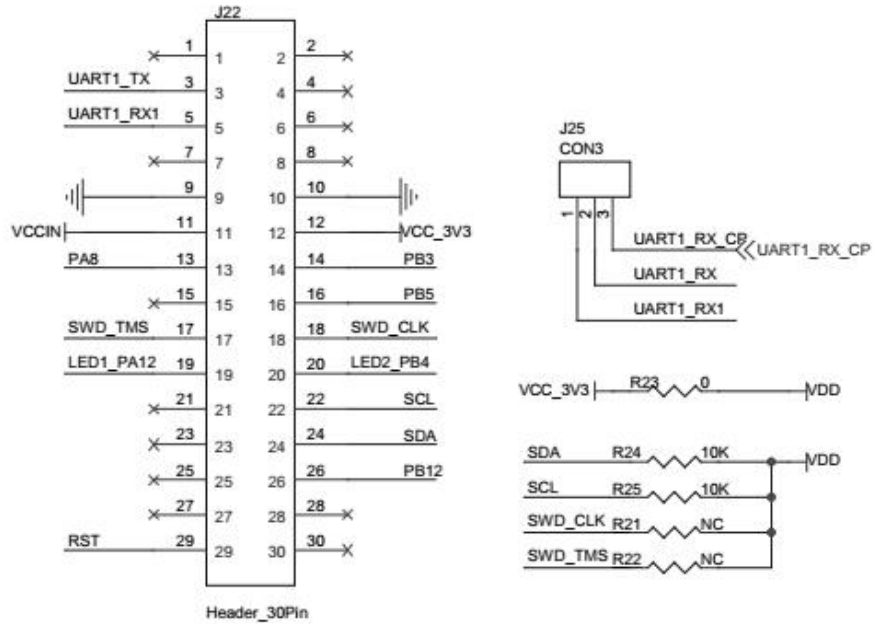 J22
1 1 2 2
UART1_TX 3 3 4 4
UART1_RX1 5 5 6 6
7 7 8 8
9 9 10 10
VCCIN 11 11 12 12 VCC_3V3
PA8 13 13 14 14 PB3
15 15 16 16 PB5
SWD_TMS 17 17 18 18 SWD_CLK
LED1_PA12 19 19 20 20 LED2_PB4
21 21 22 22 SCL
23 23 24 24 SDA
25 25 26 26 PB12
27 27 28 28
RST 29 29 30 30
Header_30Pin
J25
CON3
1 2 3
UART1_RX_CP UART1_RX_CP
UART1_RX
UART1_RX1
VCC_3V3 R23 0 VDD
SDA R24 10K VDD
SCL R25 10K
SWD_CLK R21 NC
SWD_TMS R22 NC